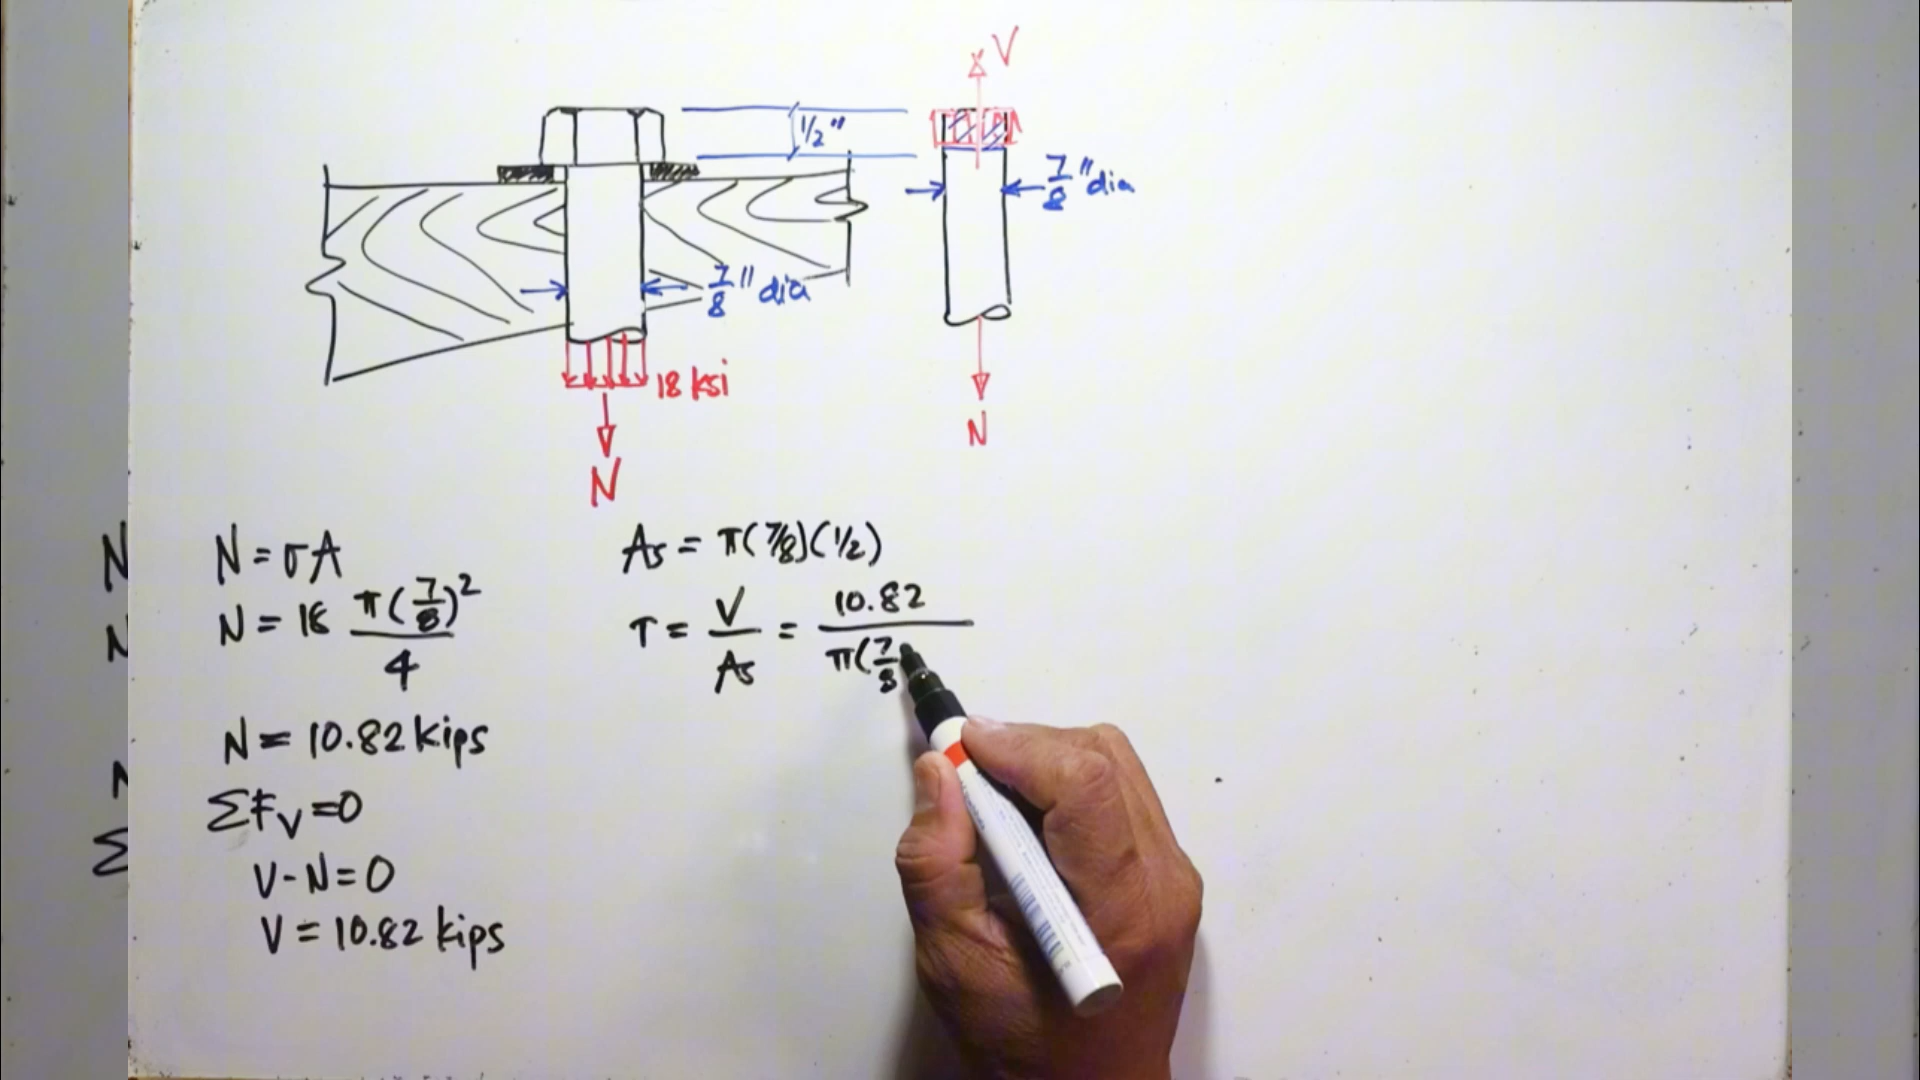 V
1/2"
7/8" dia
7/8" dia
18 ksi
N
N
N = σA
N = 18 π(7/8)²/4
N = 10.82 kips
ΣFv = 0
V - N = 0
V = 10.82 kips
As = π(7/8)(1/2)
τ = V/As = 10.82/π(7/8
N
N
N
Σ